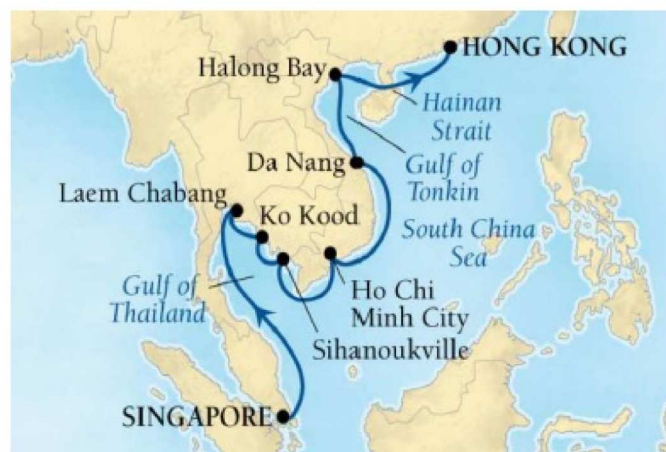 HONG KONG
Halong Bay
Hainan
Strait
Da Nang
Gulf of
Tonkin
Laem Chabang
Ko Kood
South China
Sea
Gulf of
Thailand
Ho Chi
Minh City
Sihanoukville
SINGAPORE